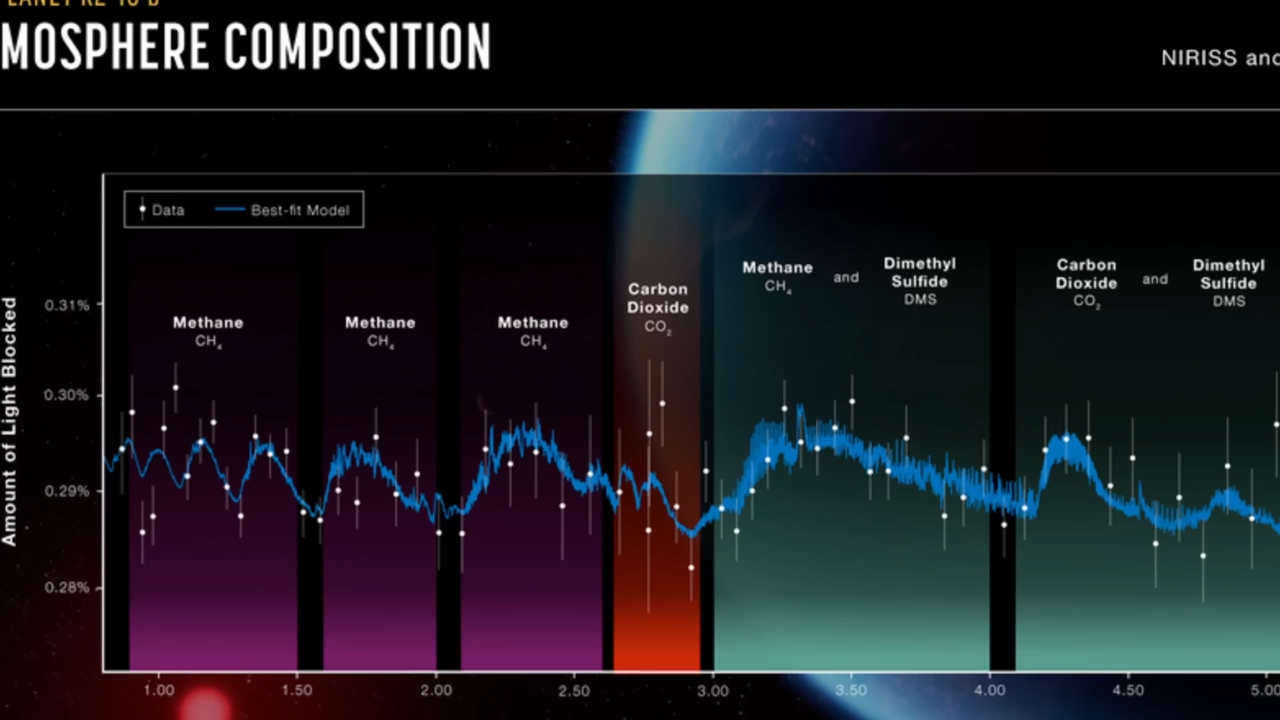 MOSPHERE COMPOSITION
NIRISS and
Data
Best-fit Model
Methane
CH₄
Methane
CH₄
Methane
CH₄
Carbon
Dioxide
CO₂
Methane
CH₄
and
Dimethyl
Sulfide
DMS
Carbon
Dioxide
CO₂
and
Dimethyl
Sulfide
DMS
Amount of Light Blocked
0.31%
0.30%
0.29%
0.28%
1.00
1.50
2.00
2.50
3.00
3.50
4.00
4.50
5.00